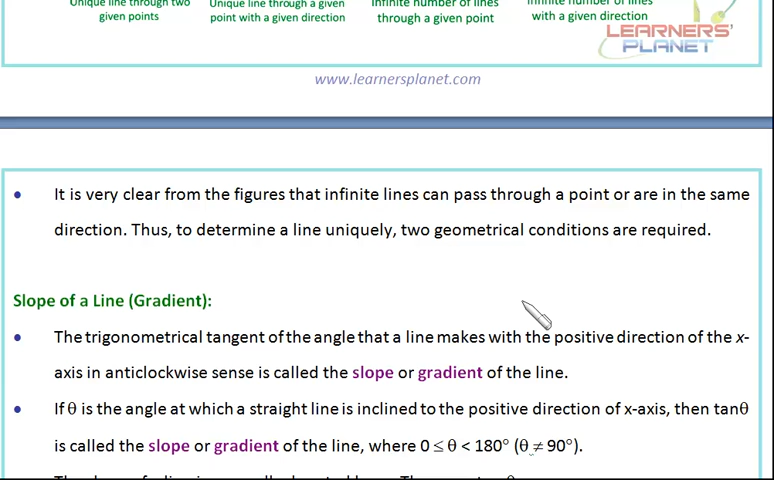 Unique line through two
given points
Unique line through a given
point with a given direction
Infinite number of lines
through a given point
Infinite number of lines
with a given direction
LEARNERS'
PLANET
www.learnersplanet.com
• It is very clear from the figures that infinite lines can pass through a point or are in the same
direction. Thus, to determine a line uniquely, two geometrical conditions are required.
Slope of a Line (Gradient):
• The trigonometrical tangent of the angle that a line makes with the positive direction of the x-
axis in anticlockwise sense is called the slope or gradient of the line.
• If θ is the angle at which a straight line is inclined to the positive direction of x-axis, then tanθ
is called the slope or gradient of the line, where 0 ≤ θ < 180° (θ ≠ 90°).